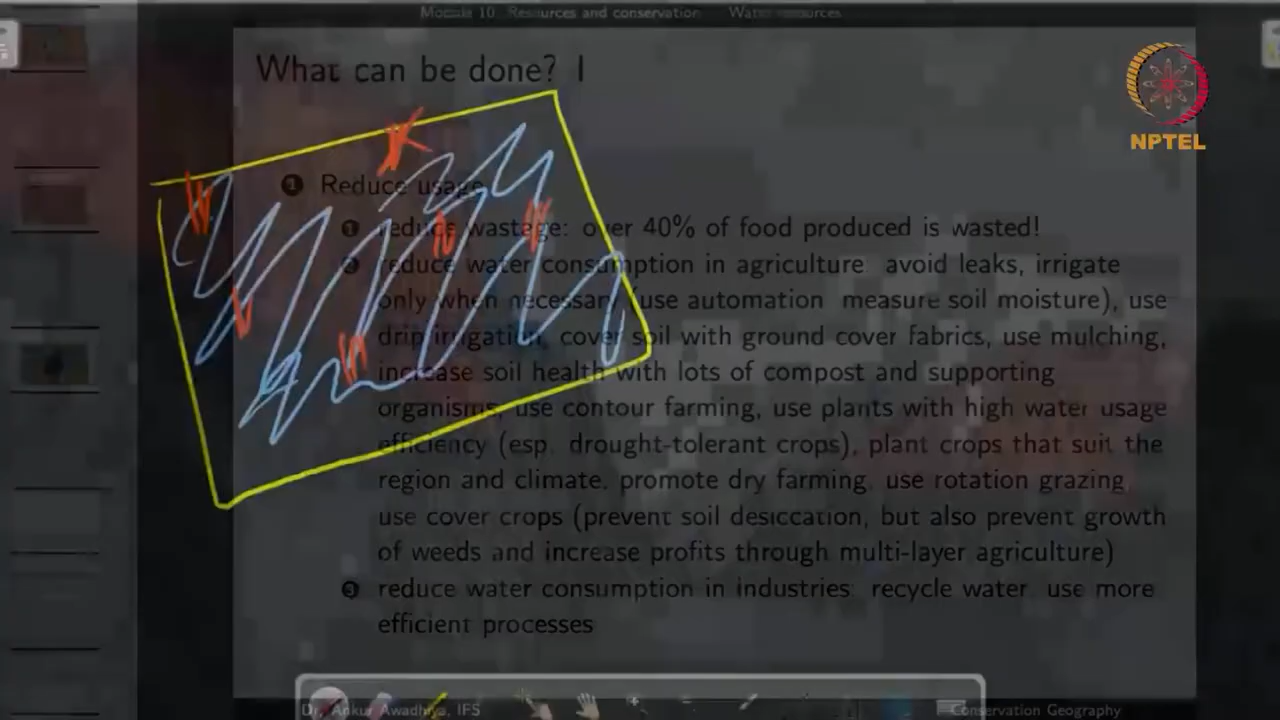 Module 10. Resources and conservation Water resources
What can be done? I
NPTEL
1 Reduce usage
1 reduce wastage: over 40% of food produced is wasted!
2 reduce water consumption in agriculture avoid leaks, irrigate
only when necessary (use automation measure soil moisture), use
drip irrigation, cover soil with ground cover fabrics, use mulching,
increase soil health with lots of compost and supporting
organisms, use contour farming, use plants with high water usage
efficiency (esp. drought-tolerant crops), plant crops that suit the
region and climate, promote dry farming, use rotation grazing,
use cover crops (prevent soil desiccation, but also prevent growth
of weeds and increase profits through multi-layer agriculture)
3 reduce water consumption in industries: recycle water, use more
efficient processes
Dr. Ankur Awadhiya, IFS Conservation Geography